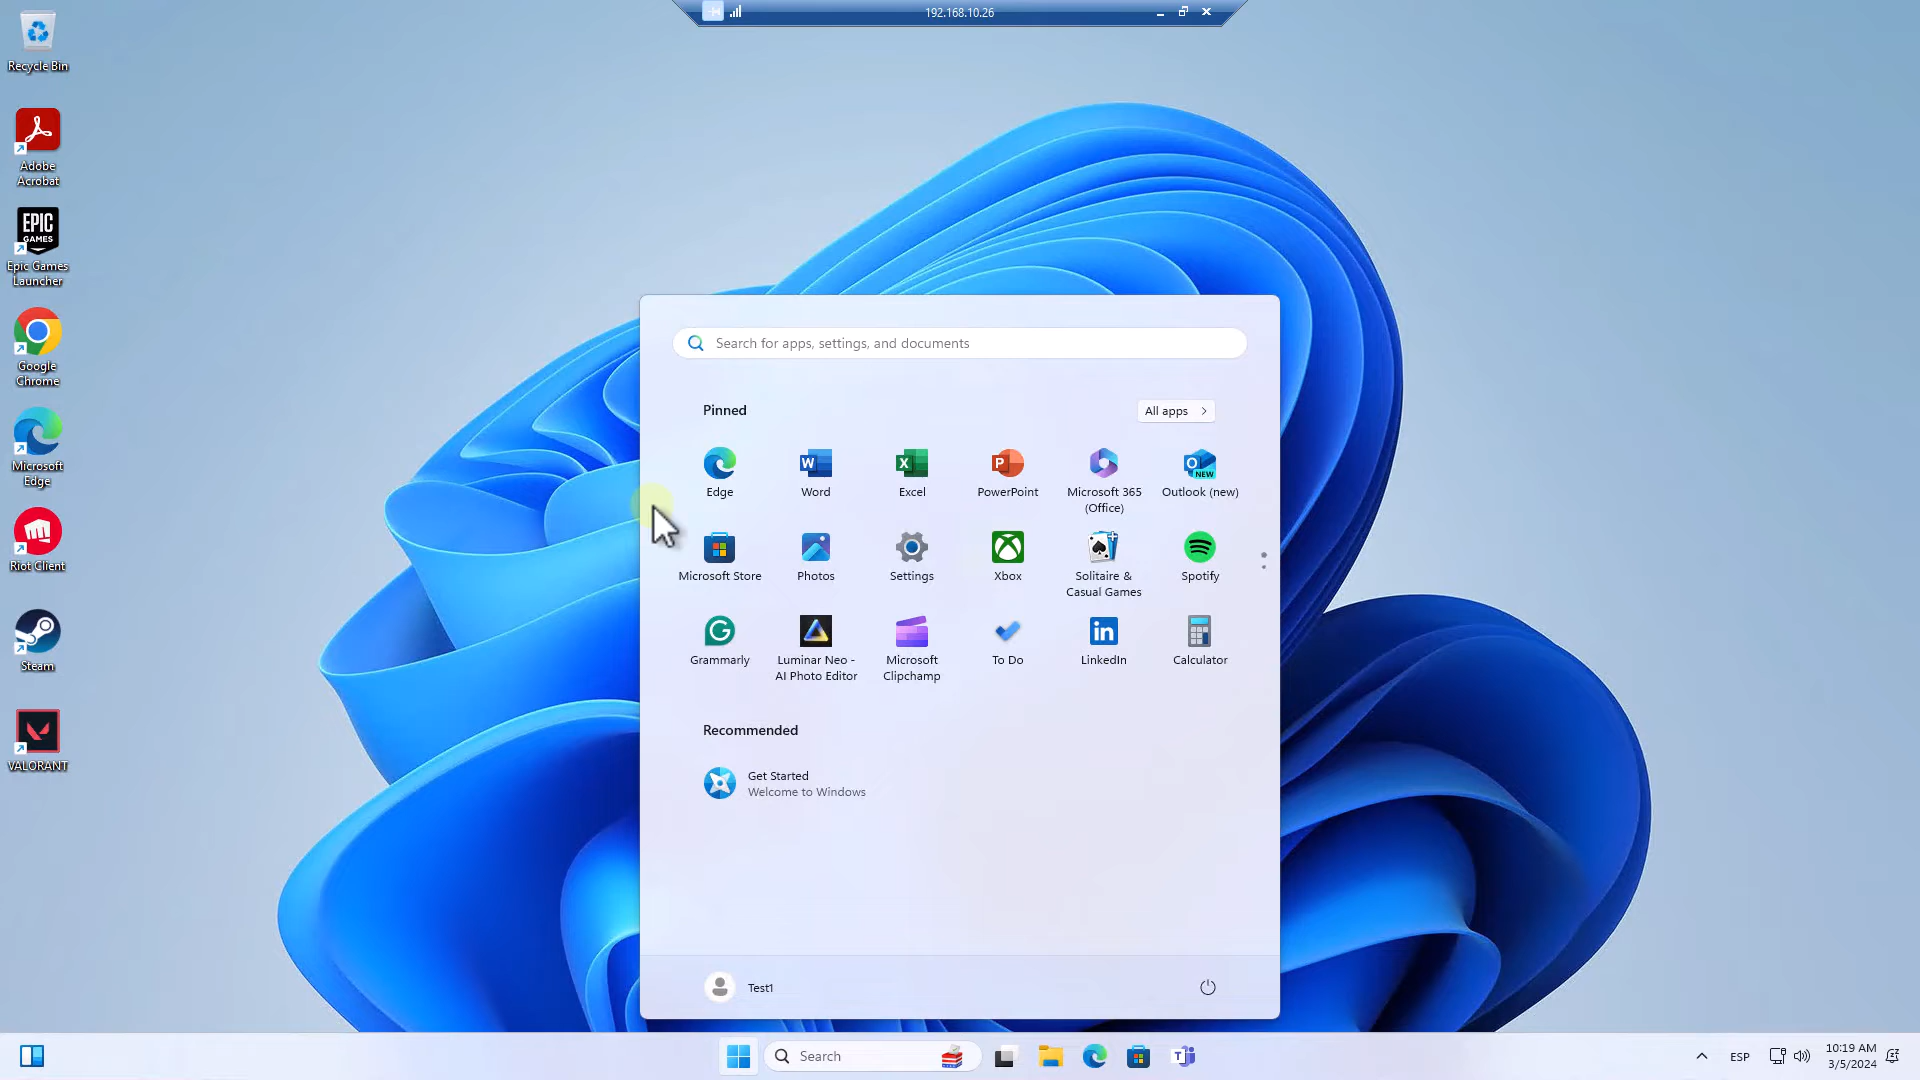 192.168.10.26
Recycle Bin
Adobe
Acrobat
EPIC
GAMES
Epic Games
Launcher
Google
Chrome
Microsoft
Edge
Riot Client
Steam
VALORANT
Search for apps, settings, and documents
Pinned
All apps
Edge
Word
Excel
PowerPoint
Microsoft 365
(Office)
Outlook (new)
NEW
Microsoft Store
Photos
Settings
Xbox
Solitaire &
Casual Games
Spotify
Grammarly
Luminar Neo -
AI Photo Editor
Microsoft
Clipchamp
To Do
LinkedIn
Calculator
Recommended
Get Started
Welcome to Windows
Test1
Search
ESP
10:19 AM
3/5/2024